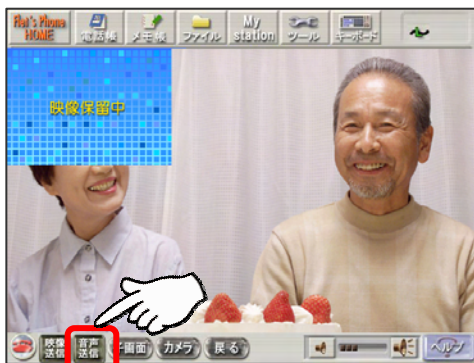 Flet's Phone
HOME
電話帳
メモ帳
ファイル
My
station
ツール
キーボード
映像保留中
映像
送信
音声
送信
画面
カメラ
戻る
ヘルプ